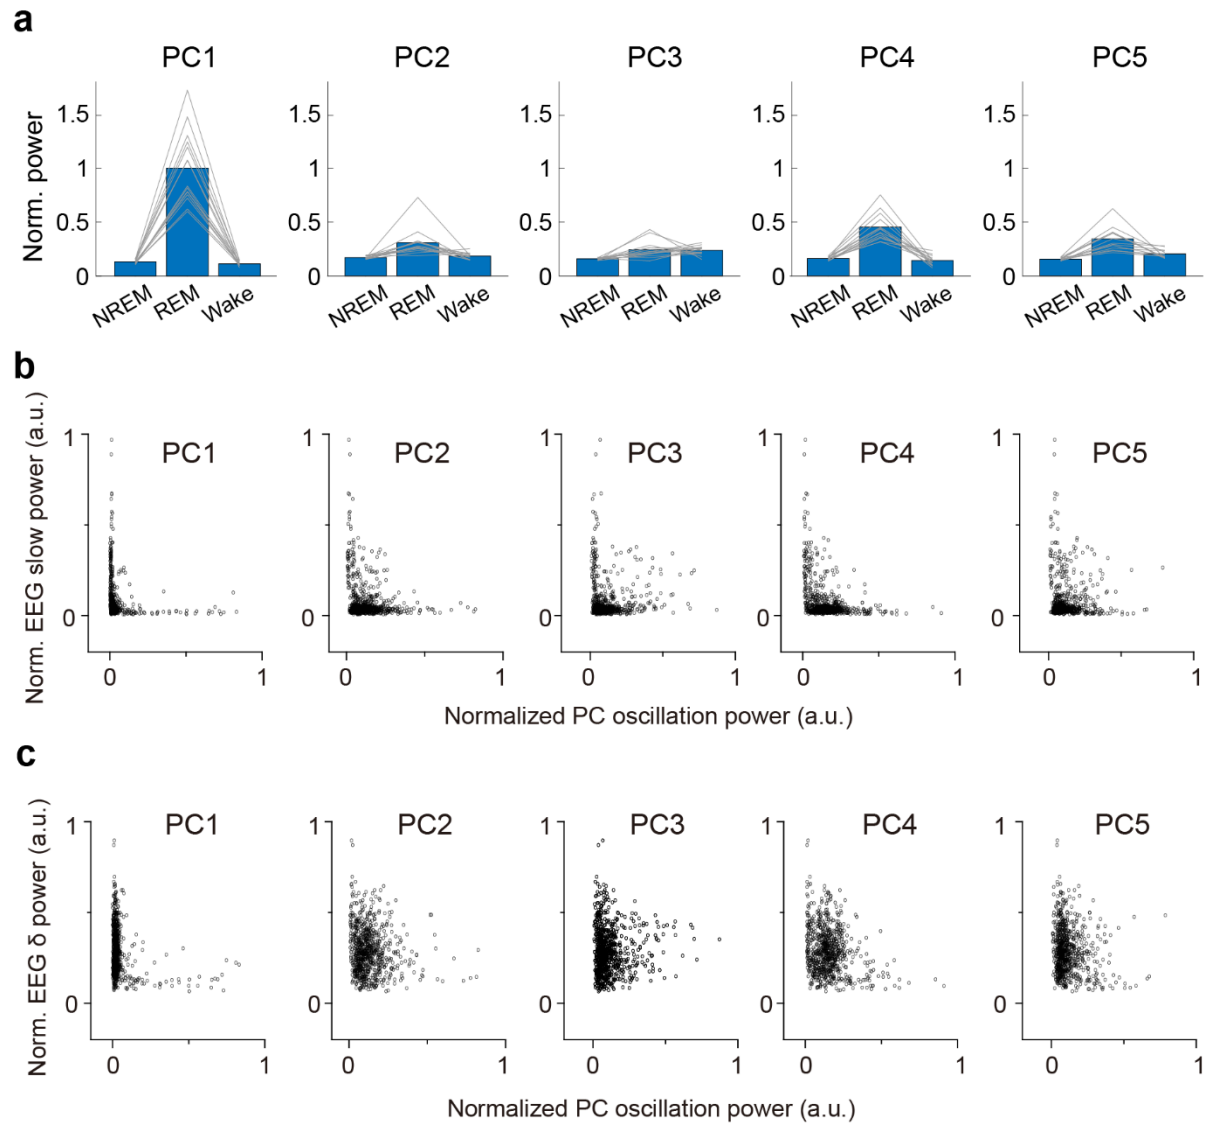 a
PC1 PC2 PC3 PC4 PC5
Norm. power
1.5 1.5 1.5 1.5 1.5
1 1 1 1 1
0.5 0.5 0.5 0.5 0.5
0 0 0 0 0
NREM REM Wake NREM REM Wake NREM REM Wake NREM REM Wake NREM REM Wake
b
Norm. EEG slow power (a.u.)
1 1 1 1 1
PC1 PC2 PC3 PC4 PC5
0 0 0 0 0
0 1 0 1 0 1 0 1 0 1
Normalized PC oscillation power (a.u.)
c
Norm. EEG δ power (a.u.)
1 PC1 1 PC2 1 PC3 1 PC4 1 PC5
0 0 0 0 0
0 1 0 1 0 1 0 1 0 1
Normalized PC oscillation power (a.u.)